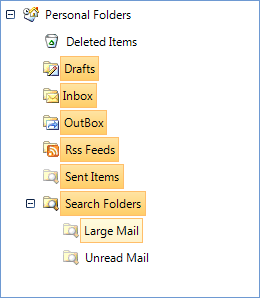 Personal Folders
Deleted Items
Drafts
Inbox
OutBox
Rss Feeds
Sent Items
Search Folders
Large Mail
Unread Mail